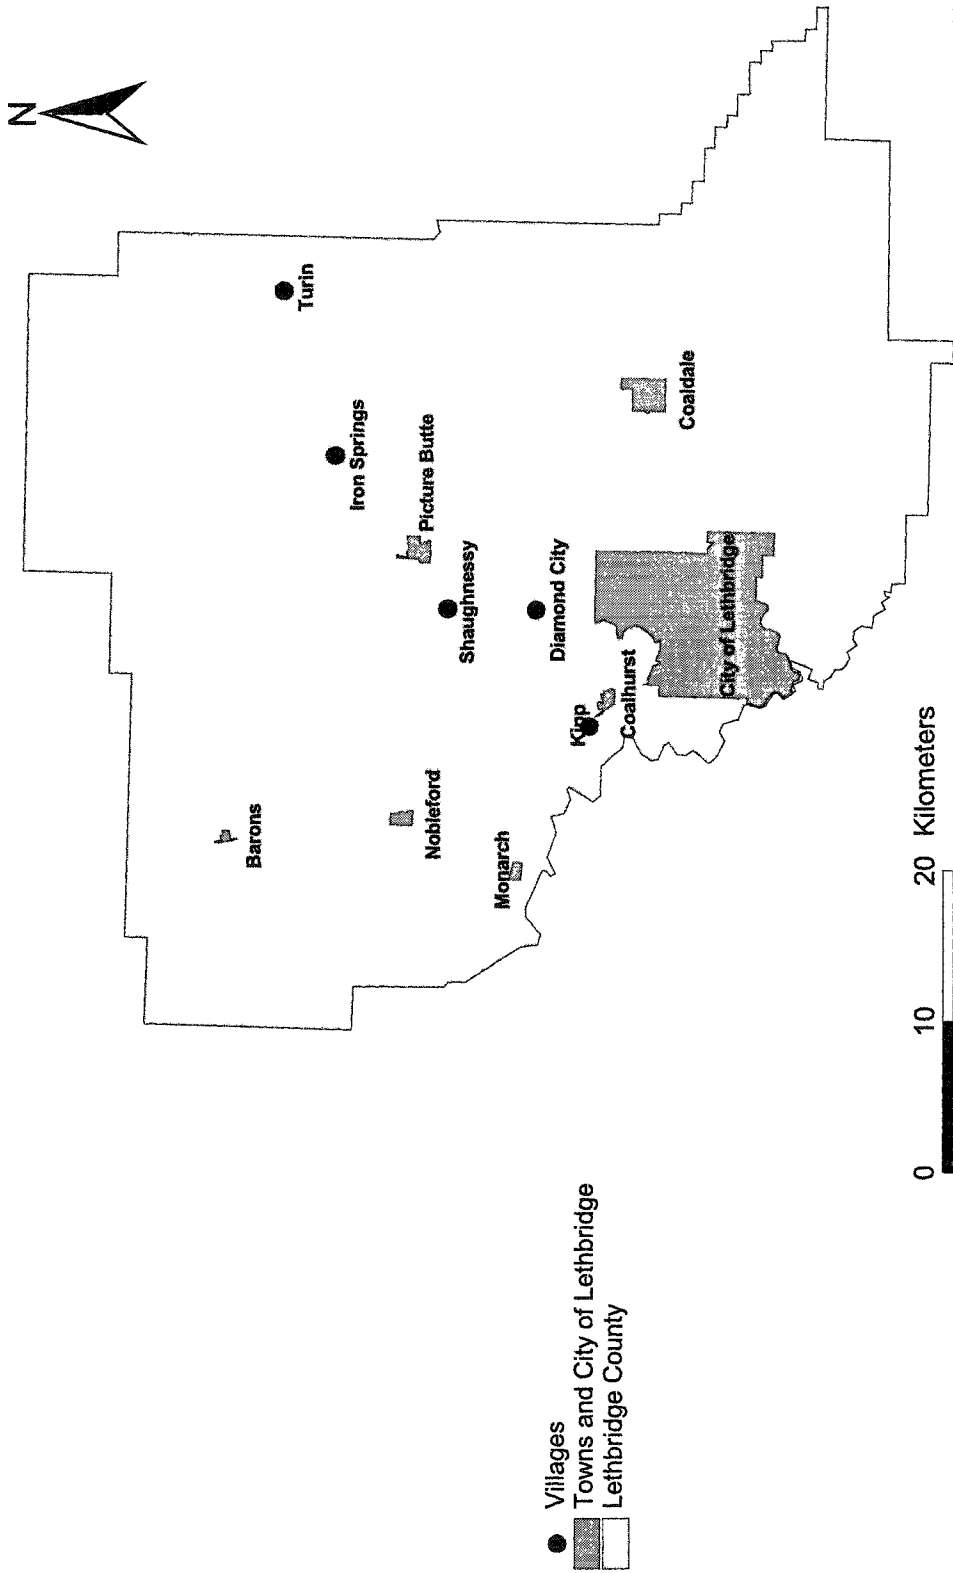 N
Turin
Iron Springs
Picture Butte
Shaughnessy
Diamond City
Barons
Nobleford
Monarch
Kipp
Coalhurst
City of Lethbridge
Coaldale
Villages
Towns and City of Lethbridge
Lethbridge County
0 10 20 Kilometers